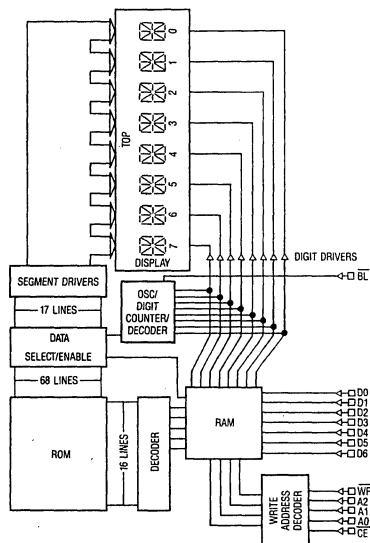 0
1
2
3
4
5
6
7
TOP
DISPLAY
DIGIT DRIVERS
BL
SEGMENT DRIVERS
17 LINES
OSC/
DIGIT
COUNTER/
DECODER
DATA
SELECT/ENABLE
68 LINES
ROM
16 LINES
DECODER
RAM
D0
D1
D2
D3
D4
D5
D6
WRITE
ADDRESS
DECODER
WR
A2
A1
A0
CE